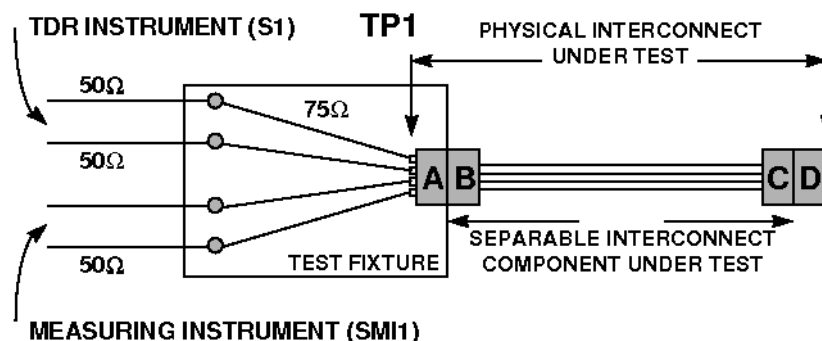 TDR INSTRUMENT (S1)
TP1
PHYSICAL INTERCONNECT
UNDER TEST
50Ω
75Ω
50Ω
A B
C D
50Ω
TEST FIXTURE
SEPARABLE INTERCONNECT
COMPONENT UNDER TEST
MEASURING INSTRUMENT (SMI1)